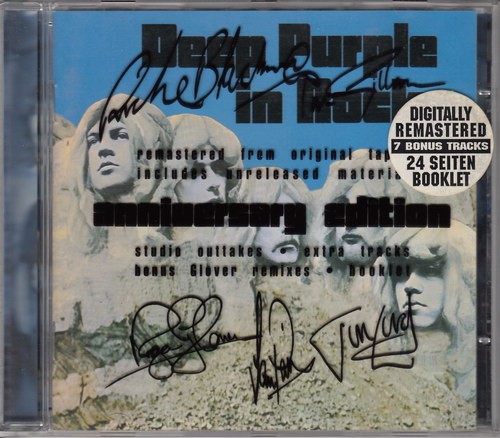 Deep Purple
in Rock
DIGITALLY
REMASTERED
7 BONUS TRACKS
24 SEITEN
BOOKLET
remastered from original tapes
includes unreleased material
anniversary edition
studio outtakes • extra tracks
bonus Glover remixes • booklet